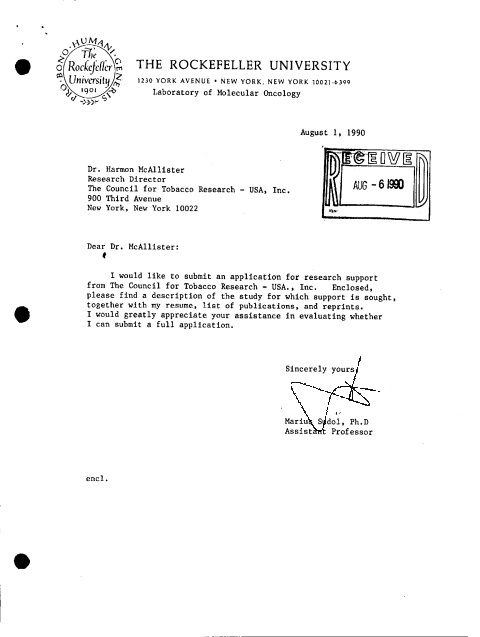 PRO·BONO·HUMANI·GENERIS
The
Rockefeller
University
1901
THE ROCKEFELLER UNIVERSITY
1230 YORK AVENUE • NEW YORK, NEW YORK 10021-6399
Laboratory of Molecular Oncology
August 1, 1990
RECEIVED
AUG - 6 1990
Dr. Harmon McAllister
Research Director
The Council for Tobacco Research - USA, Inc.
900 Third Avenue
New York, New York 10022
Dear Dr. McAllister:
I would like to submit an application for research support
from The Council for Tobacco Research - USA., Inc. Enclosed,
please find a description of the study for which support is sought,
together with my resume, list of publications, and reprints.
I would greatly appreciate your assistance in evaluating whether
I can submit a full application.
Sincerely yours,
Marius Sudol, Ph.D
Assistant Professor
encl.